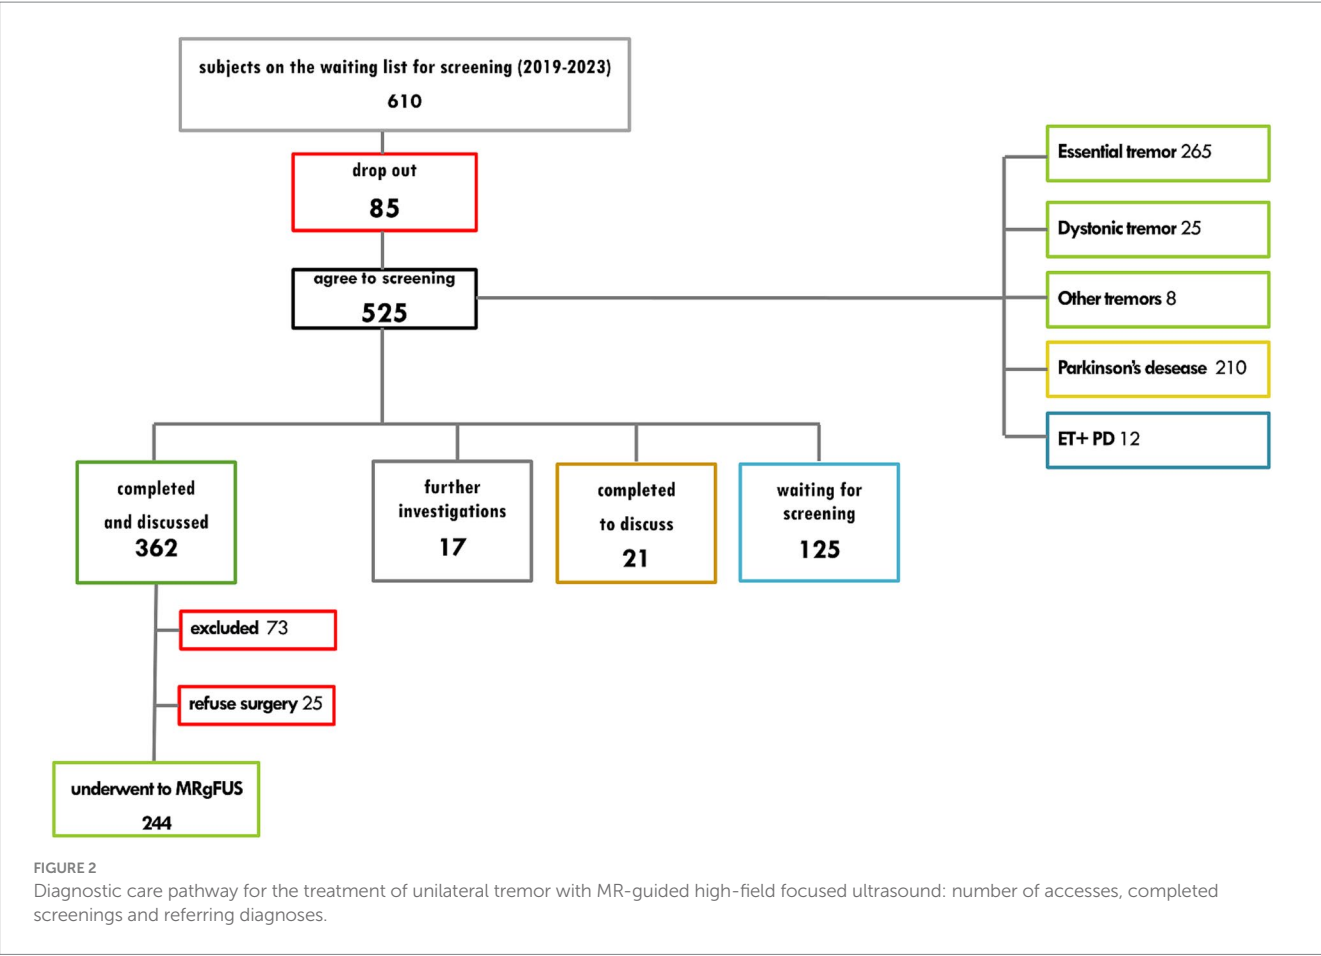 subjects on the waiting list for screening (2019-2023)
610
drop out
85
agree to screening
525
Essential tremor 265
Dystonic tremor 25
Other tremors 8
Parkinson's desease 210
ET+ PD 12
completed
and discussed
362
further
investigations
17
completed
to discuss
21
waiting for
screening
125
excluded 73
refuse surgery 25
underwent to MRgFUS
244
FIGURE 2
Diagnostic care pathway for the treatment of unilateral tremor with MR-guided high-field focused ultrasound: number of accesses, completed
screenings and referring diagnoses.